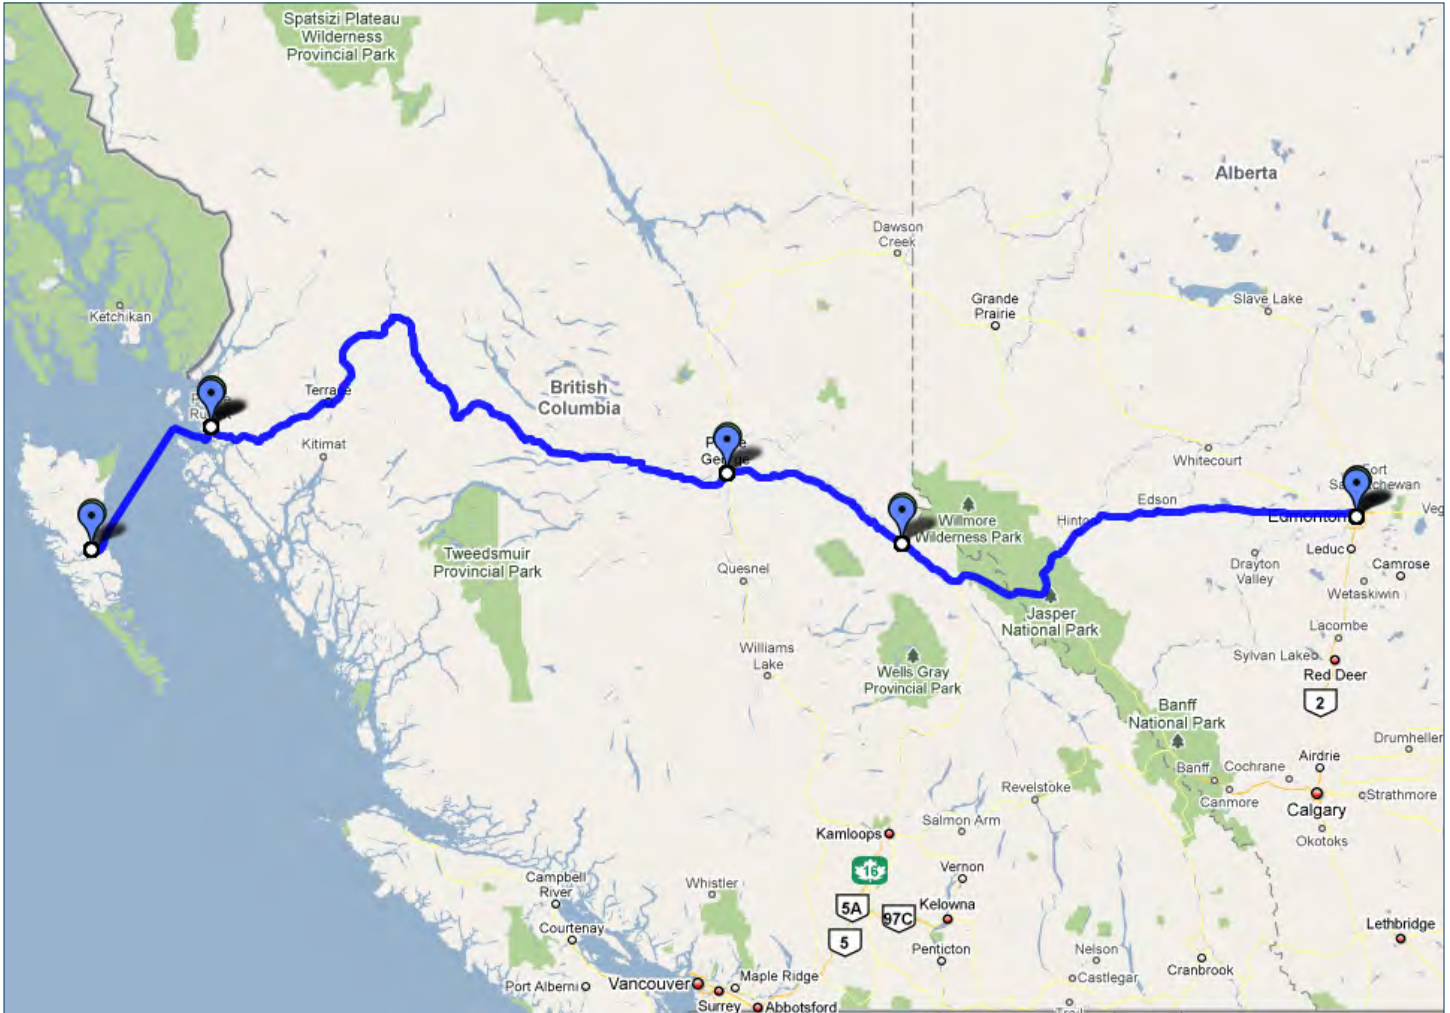 Spatsizi Plateau
Wilderness
Provincial Park
Alberta
Dawson
Creek
Slave Lake
Grande
Prairie
Ketchikan
British
Columbia
Terrace
Kitimat
Whitecourt
Edson
Hinton
Edmonton
Leduc
Camrose
Drayton
Valley
Wetaskiwin
Willmore
Wilderness Park
Tweedsmuir
Provincial Park
Quesnel
Jasper
National Park
Lacombe
Sylvan Lake
Red Deer
2
Williams
Lake
Wells Gray
Provincial Park
Banff
National Park
Drumheller
Airdrie
Banff
Cochrane
Canmore
Strathmore
Calgary
Okotoks
Revelstoke
Salmon Arm
Kamloops
16
Vernon
5A
97C
Kelowna
5
Penticton
Whistler
Campbell
River
Courtenay
Port Alberni
Vancouver
Maple Ridge
Surrey
Abbotsford
Nelson
Castlegar
Cranbrook
Lethbridge